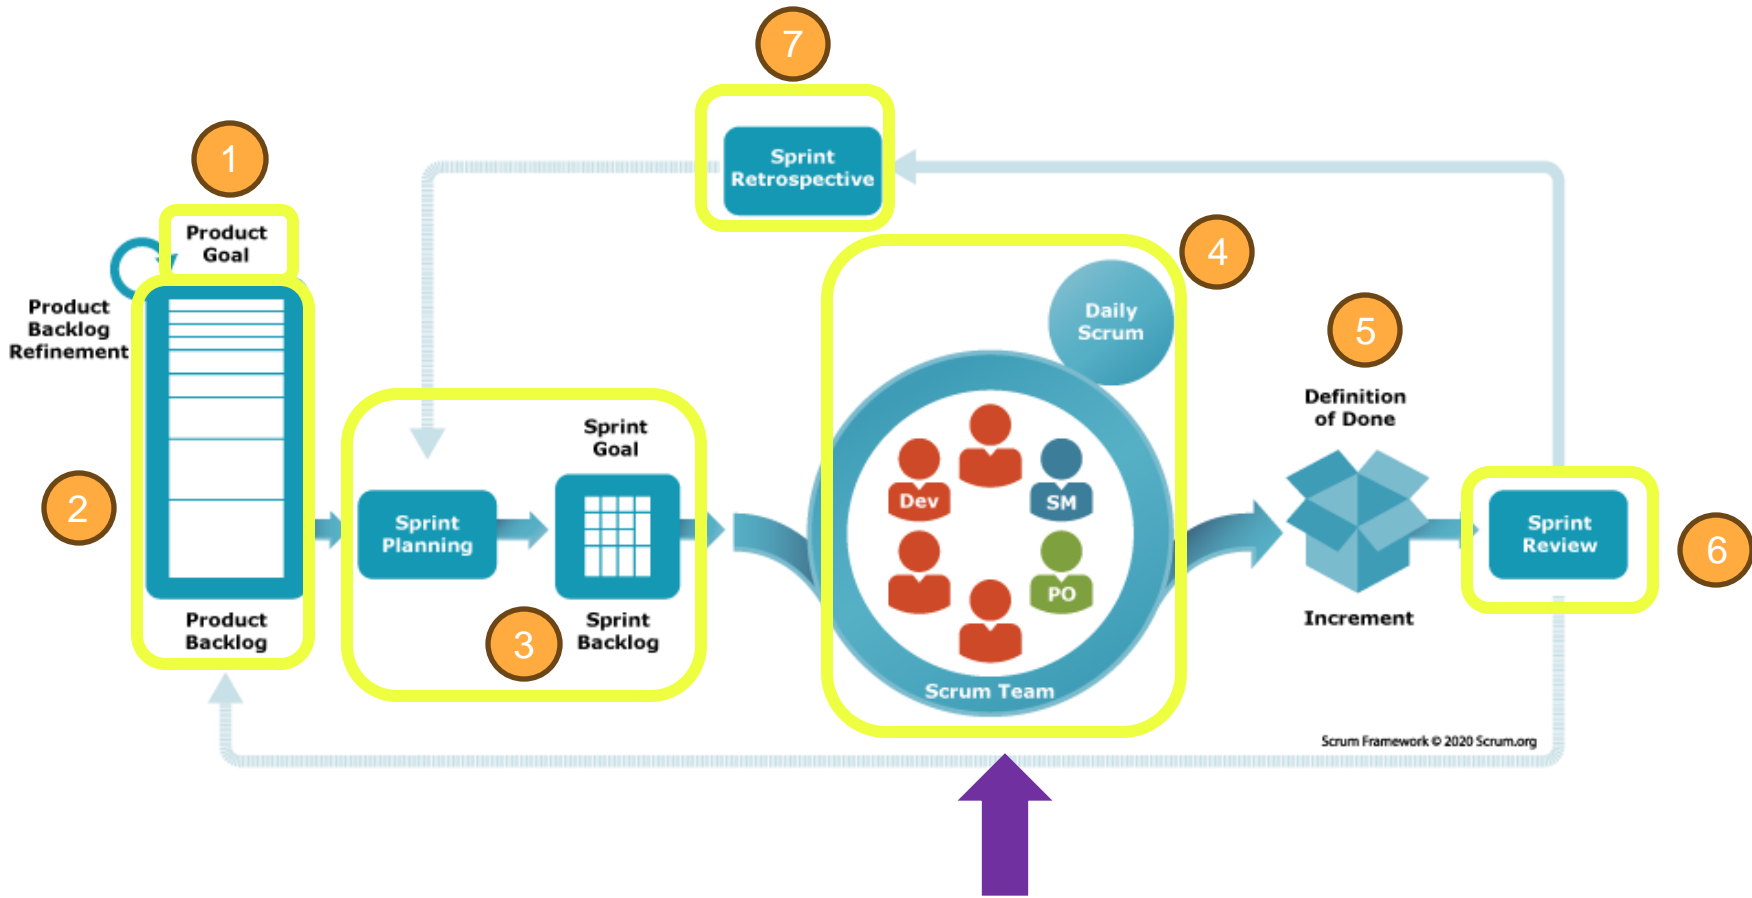 7
1
Sprint
Retrospective
Product
Goal
4
Daily
Scrum
Product
Backlog
Refinement
5
Definition
of Done
Sprint
Goal
2
Sprint
Planning
Dev
SM
PO
Sprint
Review
6
3
Product
Backlog
Sprint
Backlog
Increment
Scrum Team
Scrum Framework © 2020 Scrum.org